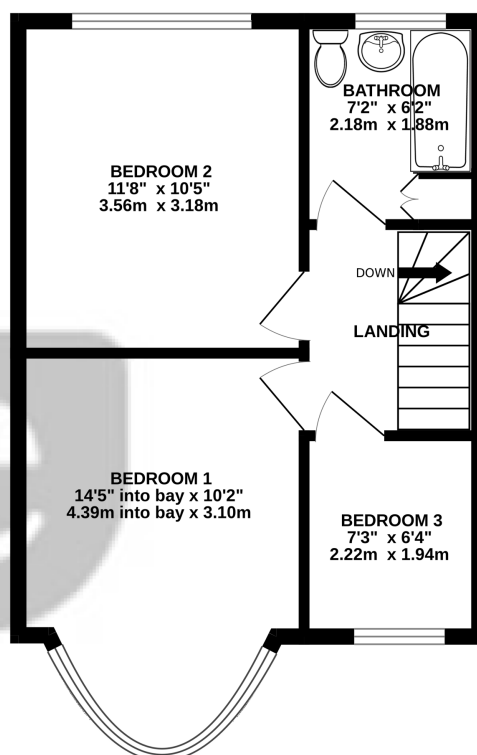 BATHROOM
7'2" x 6'2"
2.18m x 1.88m
BEDROOM 2
11'8" x 10'5"
3.56m x 3.18m
DOWN
LANDING
BEDROOM 1
14'5" into bay x 10'2"
4.39m into bay x 3.10m
BEDROOM 3
7'3" x 6'4"
2.22m x 1.94m